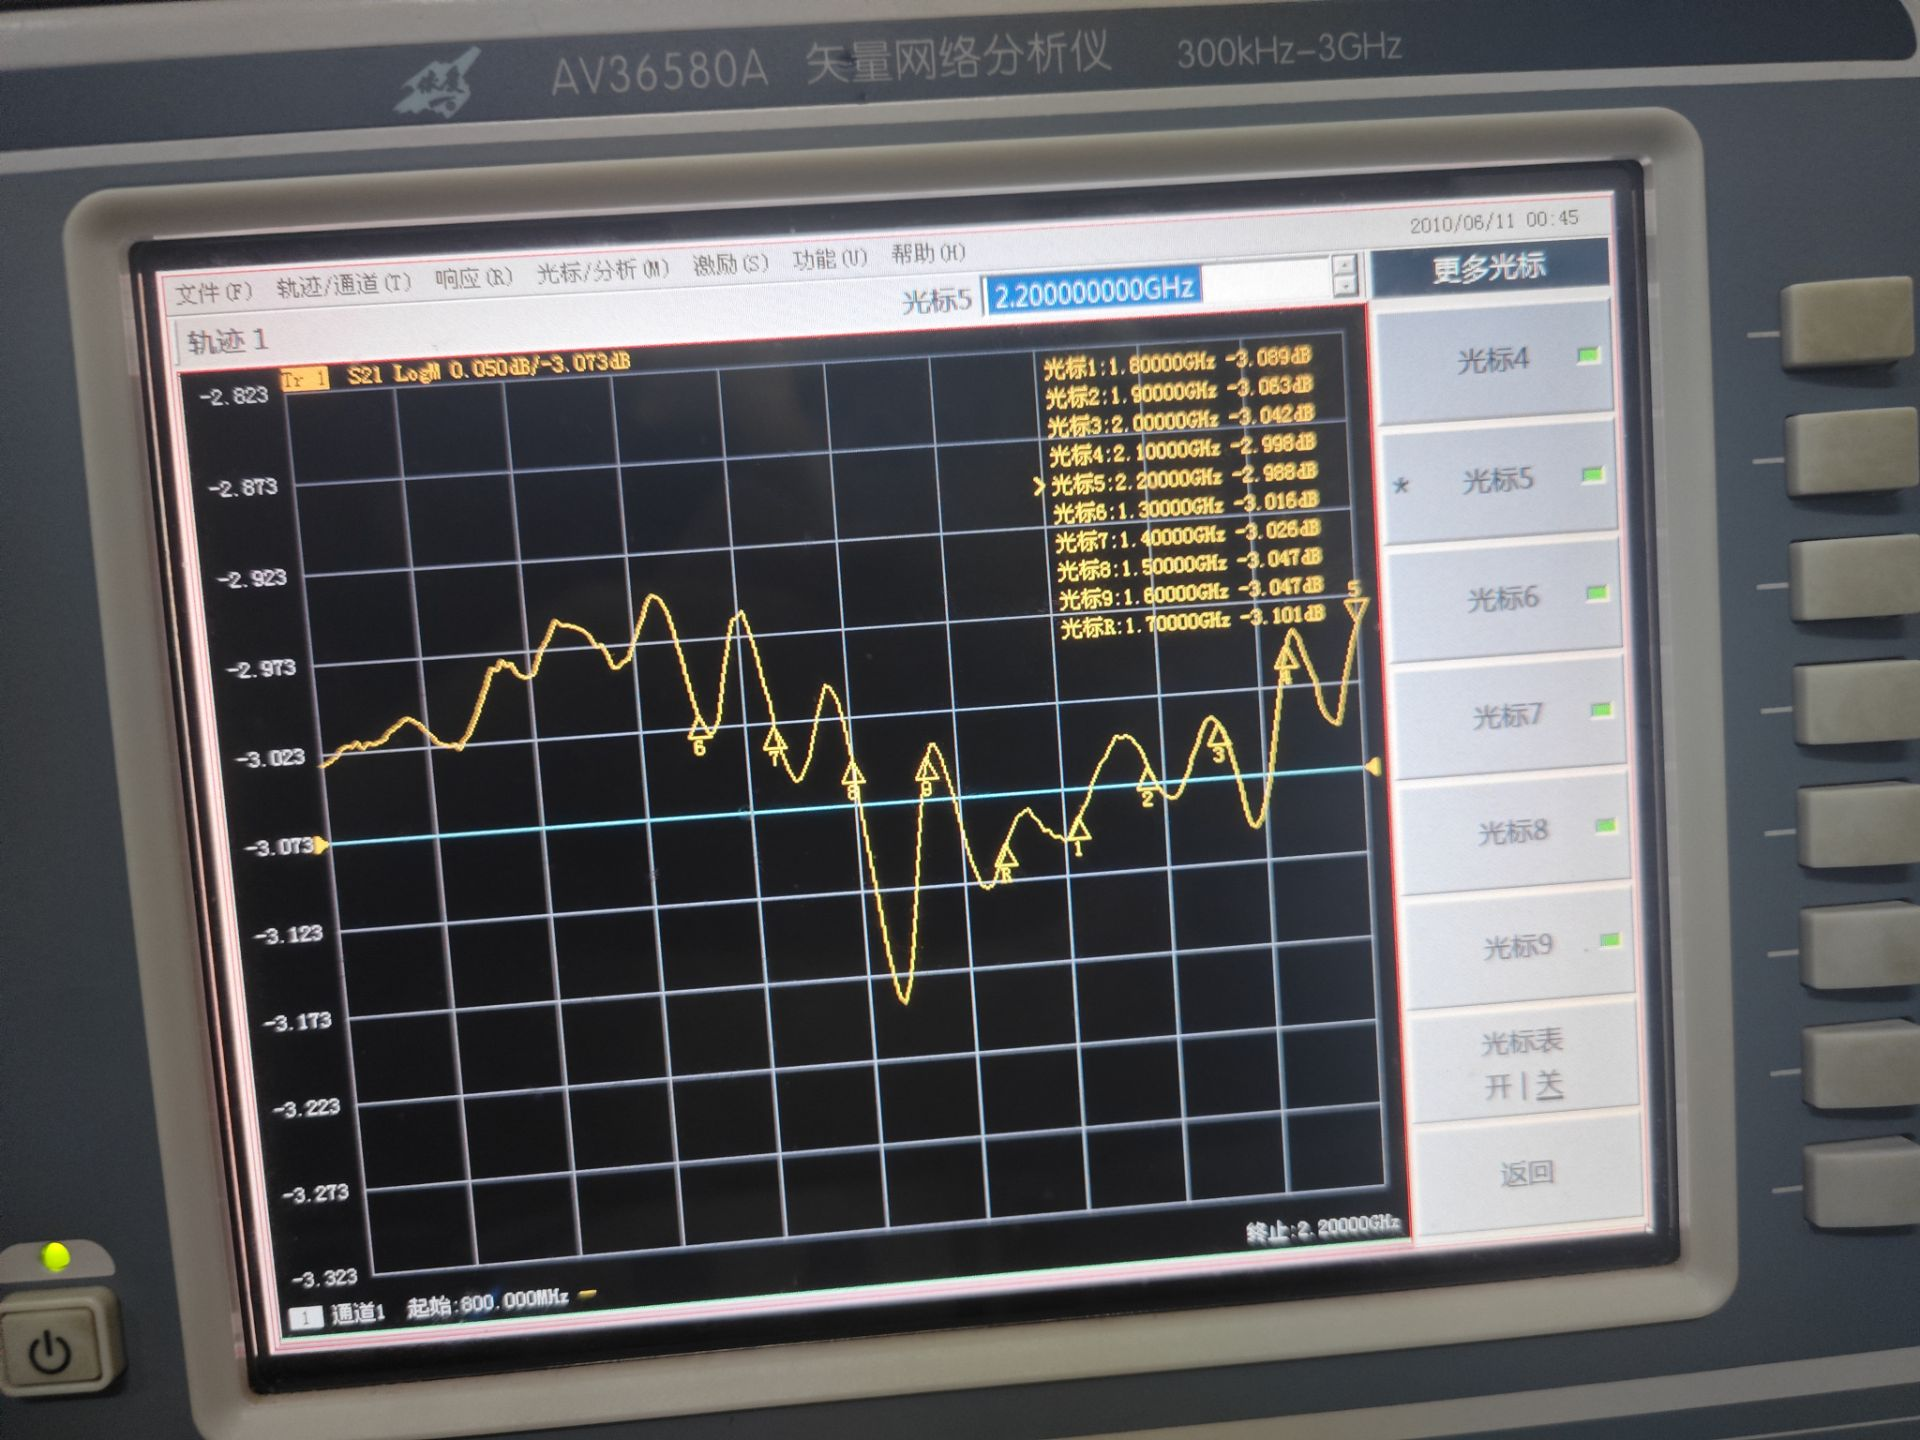 AV36580A 矢量网络分析仪 300kHz-3GHz
2010/06/11 00:45
文件(F) 轨迹/通道(T) 响应(R) 光标/分析(M) 激励(S) 功能(U) 帮助(H)
光标5 2.200000000GHz
更多光标
轨迹 1
Tr 1 S21 LogM 0.050dB/-3.073dB
光标1:1.80000GHz -3.089dB
光标2:1.90000GHz -3.063dB
光标3:2.00000GHz -3.042dB
光标4:2.10000GHz -2.998dB
>光标5:2.20000GHz -2.988dB
光标6:1.30000GHz -3.016dB
光标7:1.40000GHz -3.026dB
光标8:1.50000GHz -3.047dB
光标9:1.60000GHz -3.047dB
光标R:1.70000GHz -3.101dB
-2.823
-2.873
-2.923
-2.973
-3.023
-3.073
-3.123
-3.173
-3.223
-3.273
-3.323
6
7
8
9
R
1
2
3
4
5
1 通道1 起始:800.000MHz
终止:2.20000GHz
光标4
* 光标5
光标6
光标7
光标8
光标9
光标表
开|关
返回